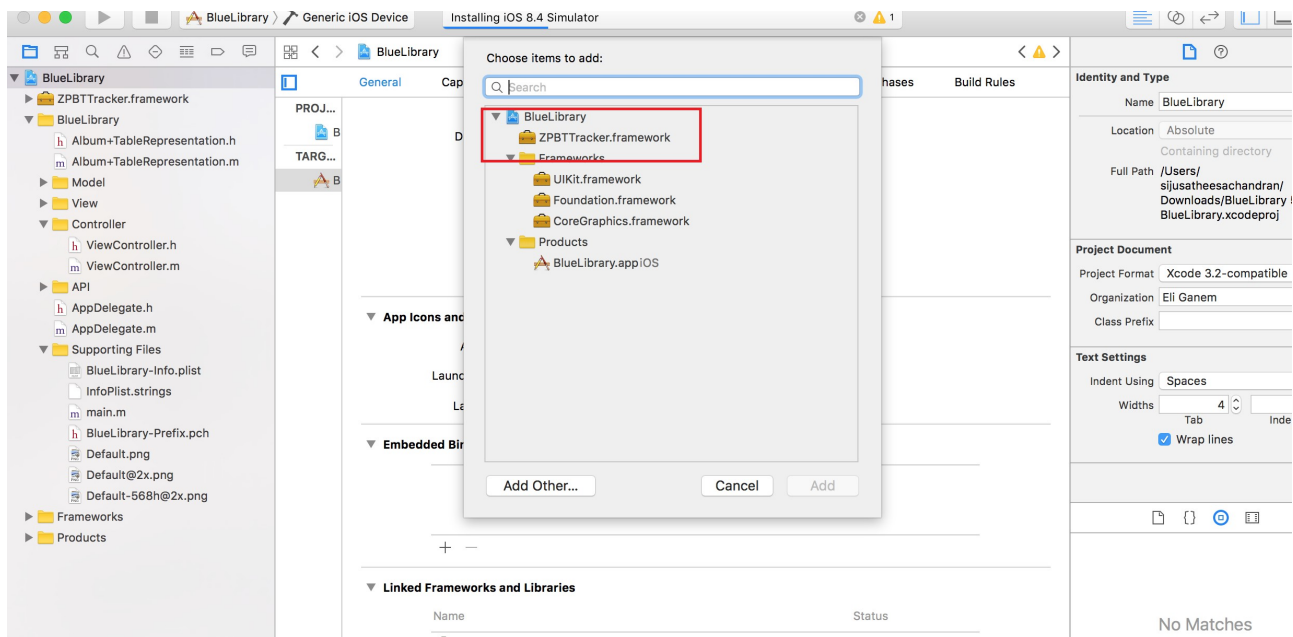 BlueLibrary
Generic iOS Device
Installing iOS 8.4 Simulator
1
BlueLibrary
ZPBTTracker.framework
BlueLibrary
Album+TableRepresentation.h
Album+TableRepresentation.m
Model
View
Controller
ViewController.h
ViewController.m
API
AppDelegate.h
AppDelegate.m
Supporting Files
BlueLibrary-Info.plist
InfoPlist.strings
main.m
BlueLibrary-Prefix.pch
Default.png
Default@2x.png
Default-568h@2x.png
Frameworks
Products
BlueLibrary
General
Cap
hases
Build Rules
PROJ...
B
TARG...
B
D
App Icons and
Launc
La
Embedded Bin
Linked Frameworks and Libraries
Name
Status
Choose items to add:
Search
BlueLibrary
ZPBTTracker.framework
Frameworks
UIKit.framework
Foundation.framework
CoreGraphics.framework
Products
BlueLibrary.app iOS
Add Other...
Cancel
Add
Identity and Type
Name BlueLibrary
Location Absolute
Containing directory
Full Path /Users/
sijusatheesachandran/
Downloads/BlueLibrary
BlueLibrary.xcodeproj
Project Document
Project Format Xcode 3.2-compatible
Organization Eli Ganem
Class Prefix
Text Settings
Indent Using Spaces
Widths 4
Tab
Inde
Wrap lines
No Matches